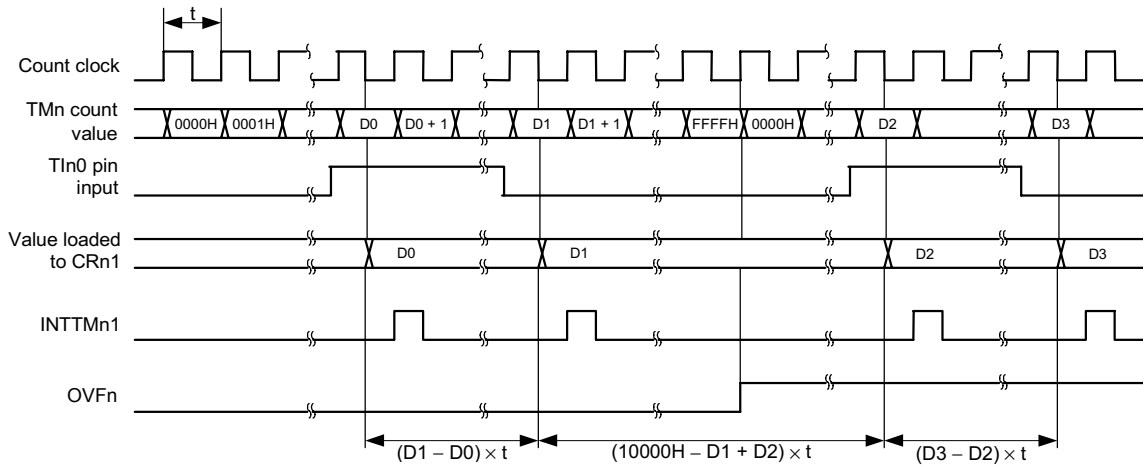 t
Count clock
TMn count
value
0000H 0001H D0 D0 + 1 D1 D1 + 1 FFFFH 0000H D2 D3
TIn0 pin
input
Value loaded
to CRn1
D0 D1 D2 D3
INTTMn1
OVFn
(D1 − D0) × t (10000H − D1 + D2) × t (D3 − D2) × t